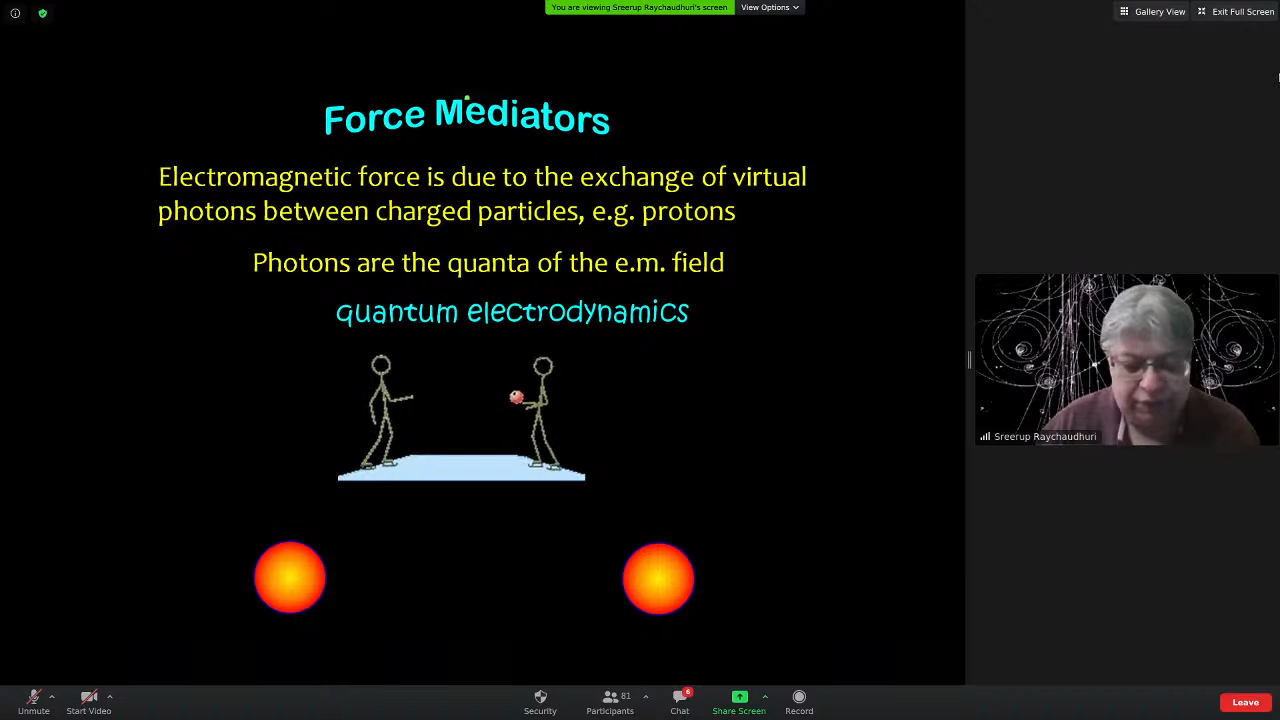 You are viewing Sreerup Raychaudhuri's screen
View Options
Gallery View
Exit Full Screen
Force Mediators
Electromagnetic force is due to the exchange of virtual
photons between charged particles, e.g. protons
Photons are the quanta of the e.m. field
quantum electrodynamics
Sreerup Raychaudhuri
Unmute
Start Video
Security
Participants
81
Chat
6
Share Screen
Record
Leave